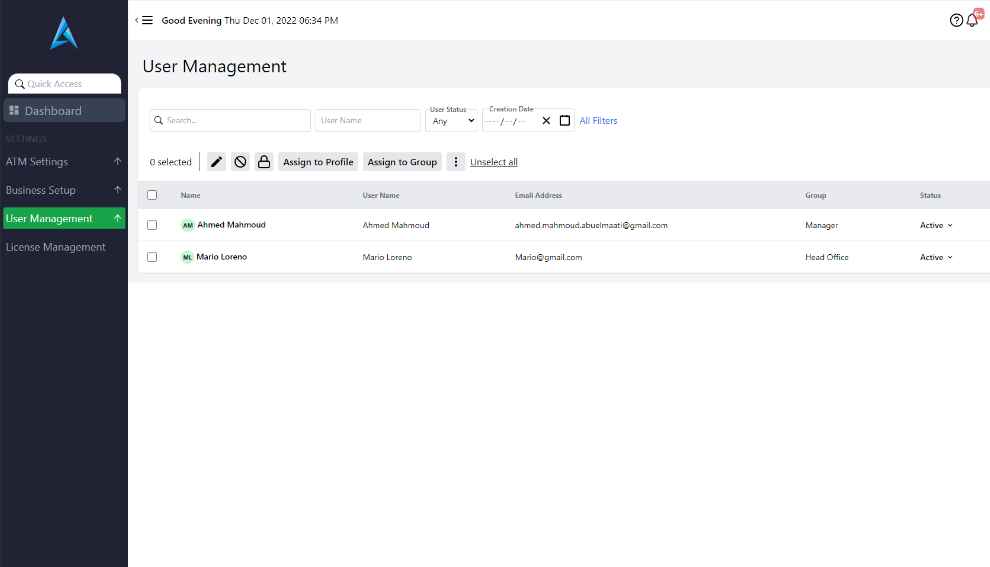 Good Evening Thu Dec 01, 2022 06:34 PM
6+
Quick Access
Dashboard
SETTINGS
ATM Settings
Business Setup
User Management
License Management
User Management
Search...
User Name
User Status
Any
Creation Date
----/--/--
All Filters
0 selected
Assign to Profile
Assign to Group
Unselect all
Name User Name Email Address Group Status
AM Ahmed Mahmoud Ahmed Mahmoud ahmed.mahmoud.abuelmaati@gmail.com Manager Active
ML Mario Loreno Mario Loreno Mario@gmail.com Head Office Active